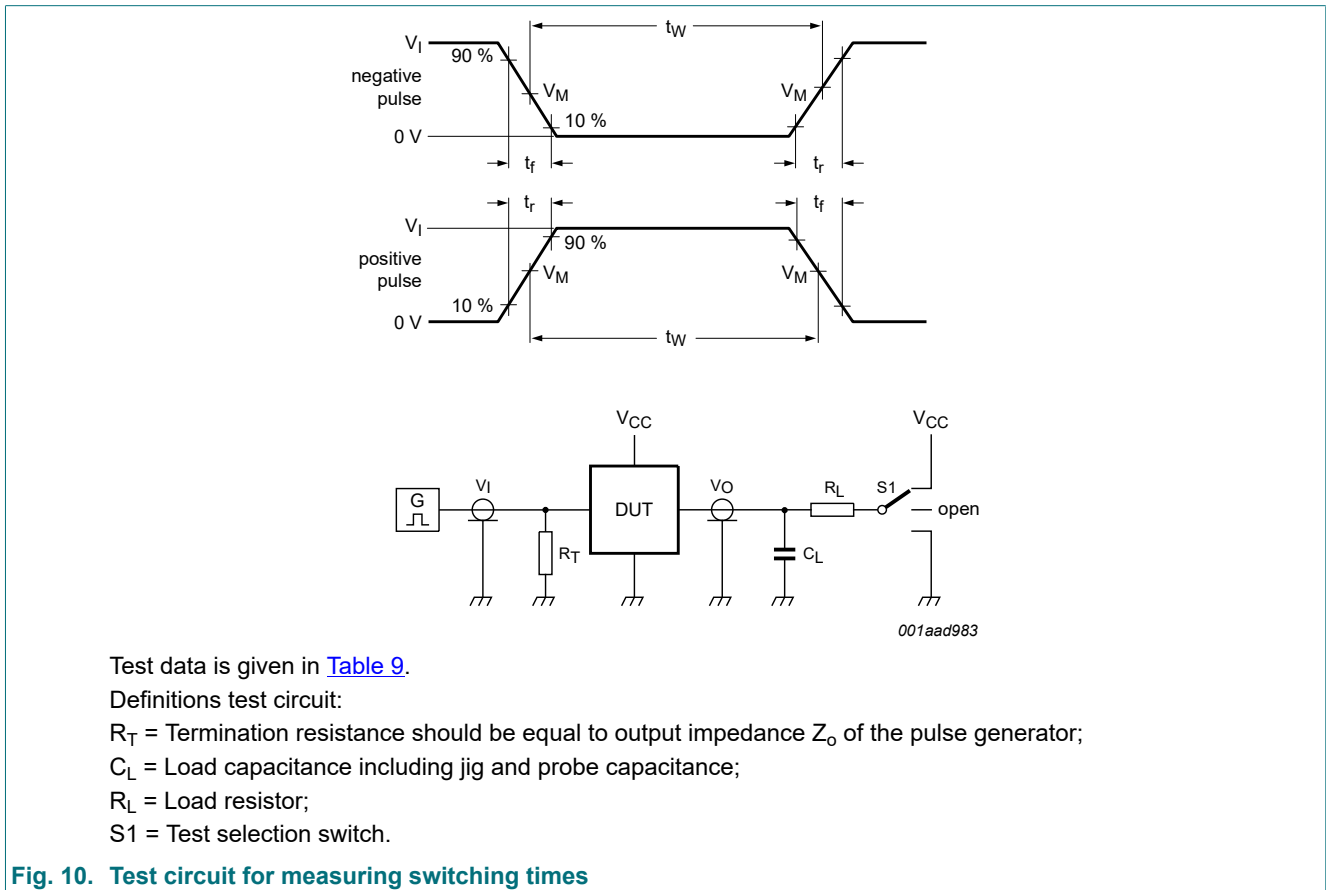 tW
VI
90 %
negative
pulse
VM
VM
10 %
0 V
tf
tr
tr
tf
VI
90 %
positive
pulse
VM
VM
10 %
0 V
tW
VCC
VCC
G
VI
DUT
VO
RL
S1
open
RT
CL
001aad983
Test data is given in Table 9.
Definitions test circuit:
RT = Termination resistance should be equal to output impedance Zo of the pulse generator;
CL = Load capacitance including jig and probe capacitance;
RL = Load resistor;
S1 = Test selection switch.
Fig. 10. Test circuit for measuring switching times